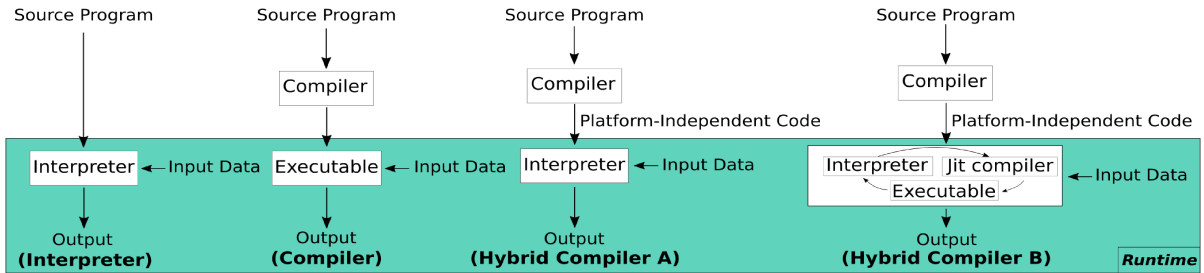 Source Program
Source Program
Source Program
Source Program
Compiler
Compiler
Compiler
Platform-Independent Code
Platform-Independent Code
Interpreter
Input Data
Executable
Input Data
Interpreter
Input Data
Interpreter
Jit compiler
Executable
Input Data
Output
(Interpreter)
Output
(Compiler)
Output
(Hybrid Compiler A)
Output
(Hybrid Compiler B)
Runtime